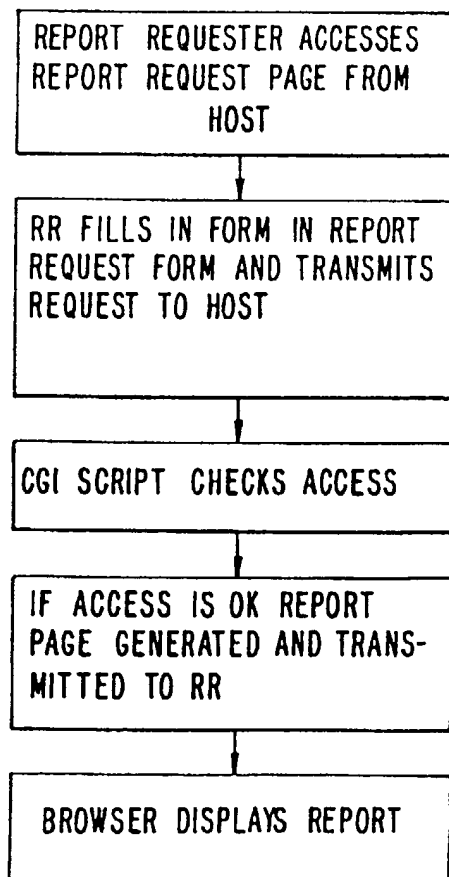 REPORT REQUESTER ACCESSES
REPORT REQUEST PAGE FROM
HOST
RR FILLS IN FORM IN REPORT
REQUEST FORM AND TRANSMITS
REQUEST TO HOST
CGI SCRIPT CHECKS ACCESS
IF ACCESS IS OK REPORT
PAGE GENERATED AND TRANS-
MITTED TO RR
BROWSER DISPLAYS REPORT